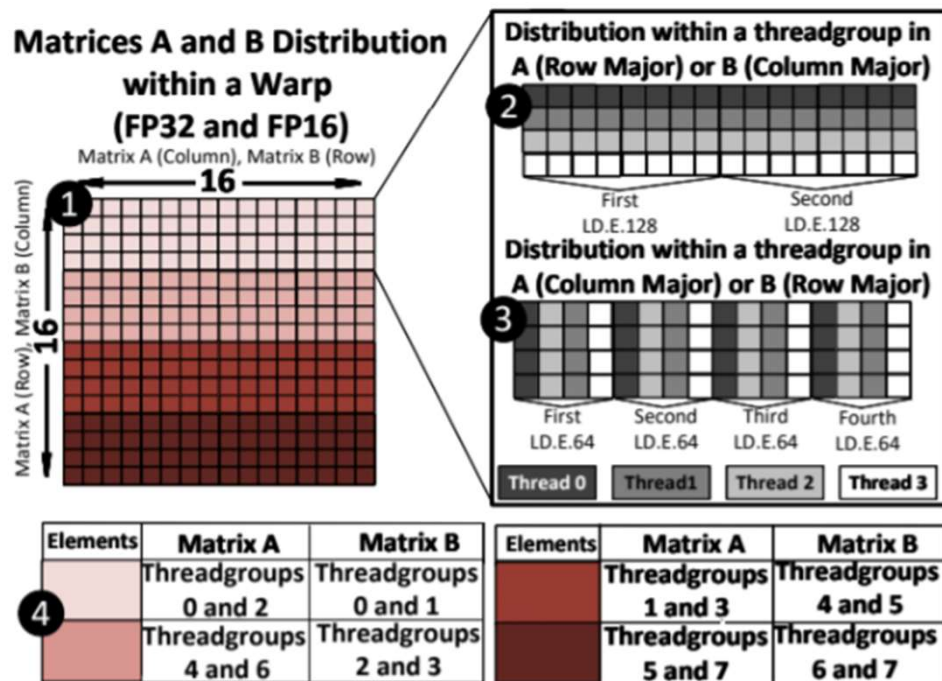 Matrices A and B Distribution
within a Warp
(FP32 and FP16)
Matrix A (Column), Matrix B (Row)
16
1
Matrix A (Row), Matrix B (Column)
16
Distribution within a threadgroup in
A (Row Major) or B (Column Major)
2
First
LD.E.128
Second
LD.E.128
Distribution within a threadgroup in
A (Column Major) or B (Row Major)
3
First
LD.E.64
Second
LD.E.64
Third
LD.E.64
Fourth
LD.E.64
Thread 0
Thread1
Thread 2
Thread 3
4
Elements
Matrix A
Matrix B
Threadgroups
0 and 2
Threadgroups
0 and 1
Threadgroups
4 and 6
Threadgroups
2 and 3
Elements
Matrix A
Matrix B
Threadgroups
1 and 3
Threadgroups
4 and 5
Threadgroups
5 and 7
Threadgroups
6 and 7